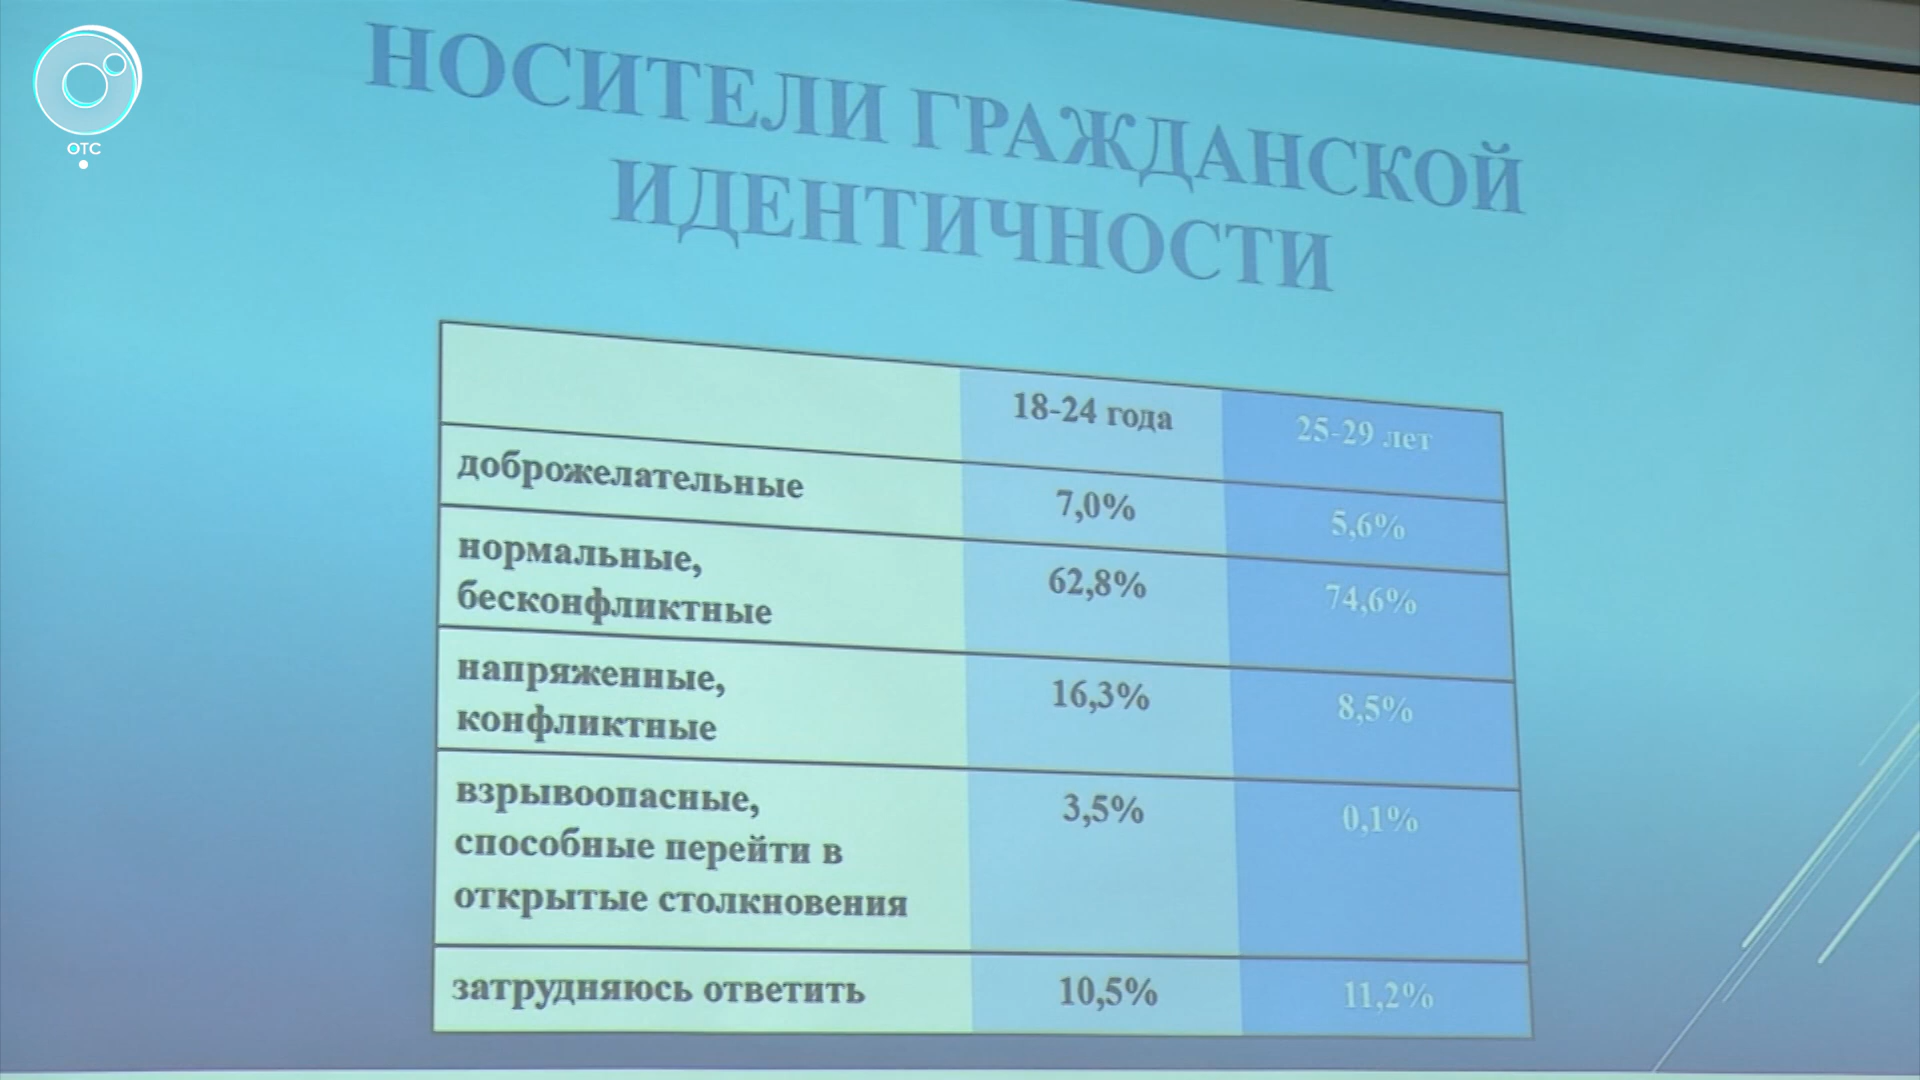 ОТС
НОСИТЕЛИ ГРАЖДАНСКОЙ
ИДЕНТИЧНОСТИ
18-24 года 25-29 лет
доброжелательные 7,0% 5,6%
нормальные,
бесконфликтные 62,8% 74,6%
напряженные,
конфликтные 16,3% 8,5%
взрывоопасные,
способные перейти в
открытые столкновения 3,5% 0,1%
затрудняюсь ответить 10,5% 11,2%